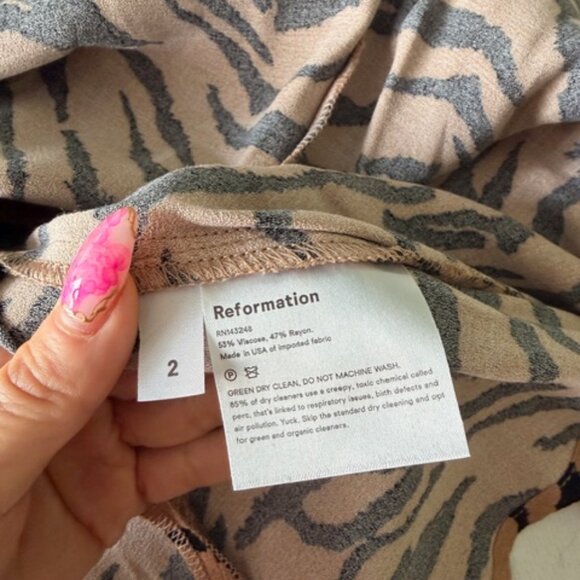 Reformation
RN143248
53% Viscose, 47% Rayon.
Made in USA of imported fabric
P
GREEN DRY CLEAN, DO NOT MACHINE WASH.
85% of dry cleaners use a creepy, toxic chemical called
perc, that's linked to respiratory issues, birth defects and
air pollution. Yuck. Skip the standard dry cleaning and opt
for green and organic cleaners.
2